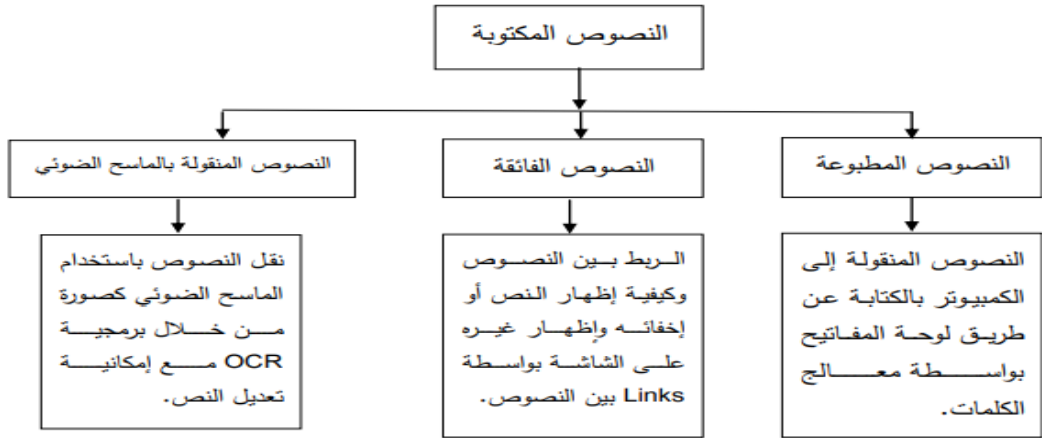 النصوص المكتوبة
النصوص المطبوعة
النصوص الفائقة
النصوص المنقولة بالماسح الضوئي
النصوص المنقولة إلى
الكمبيوتر بالكتابة عن
طريق لوحة المفاتيح
بواسطة معالج
الكلمات.
الربط بين النصوص
وكيفية إظهار النص أو
إخفائه وإظهار غيره
على الشاشة بواسطة
Links بين النصوص.
نقل النصوص باستخدام
الماسح الضوئي كصورة
من خلال برمجية
OCR مع إمكانية
تعديل النص.